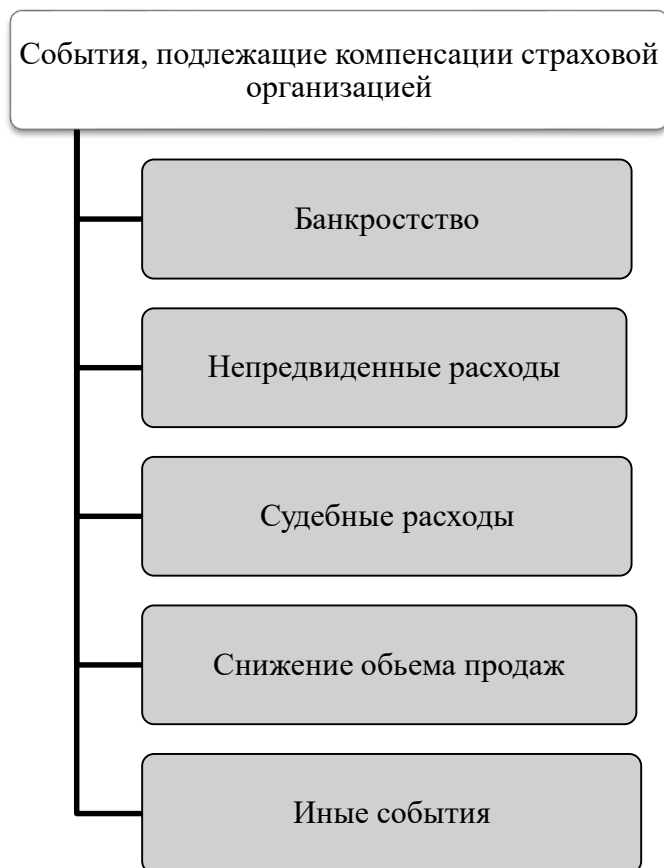 События, подлежащие компенсации страховой
организацией
Банкростство
Непредвиденные расходы
Судебные расходы
Снижение обьема продаж
Иные события